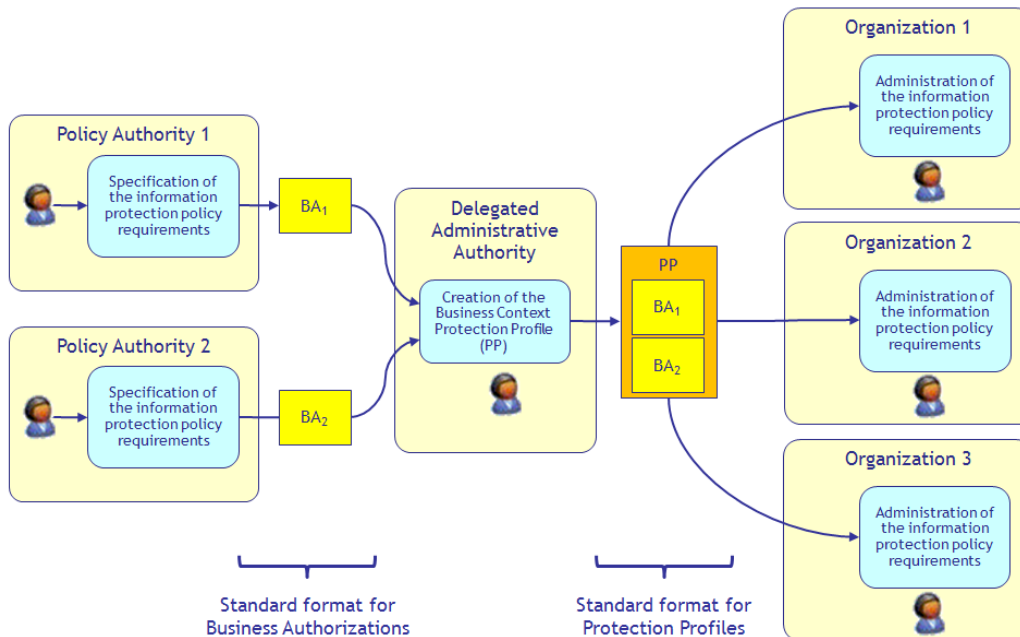 Policy Authority 1
Specification of
the information
protection policy
requirements
BA₁
Policy Authority 2
Specification of
the information
protection policy
requirements
BA₂
Delegated
Administrative
Authority
Creation of the
Business Context
Protection Profile
(PP)
PP
BA₁
BA₂
Organization 1
Administration of
the information
protection policy
requirements
Organization 2
Administration of
the information
protection policy
requirements
Organization 3
Administration of
the information
protection policy
requirements
Standard format for
Business Authorizations
Standard format for
Protection Profiles